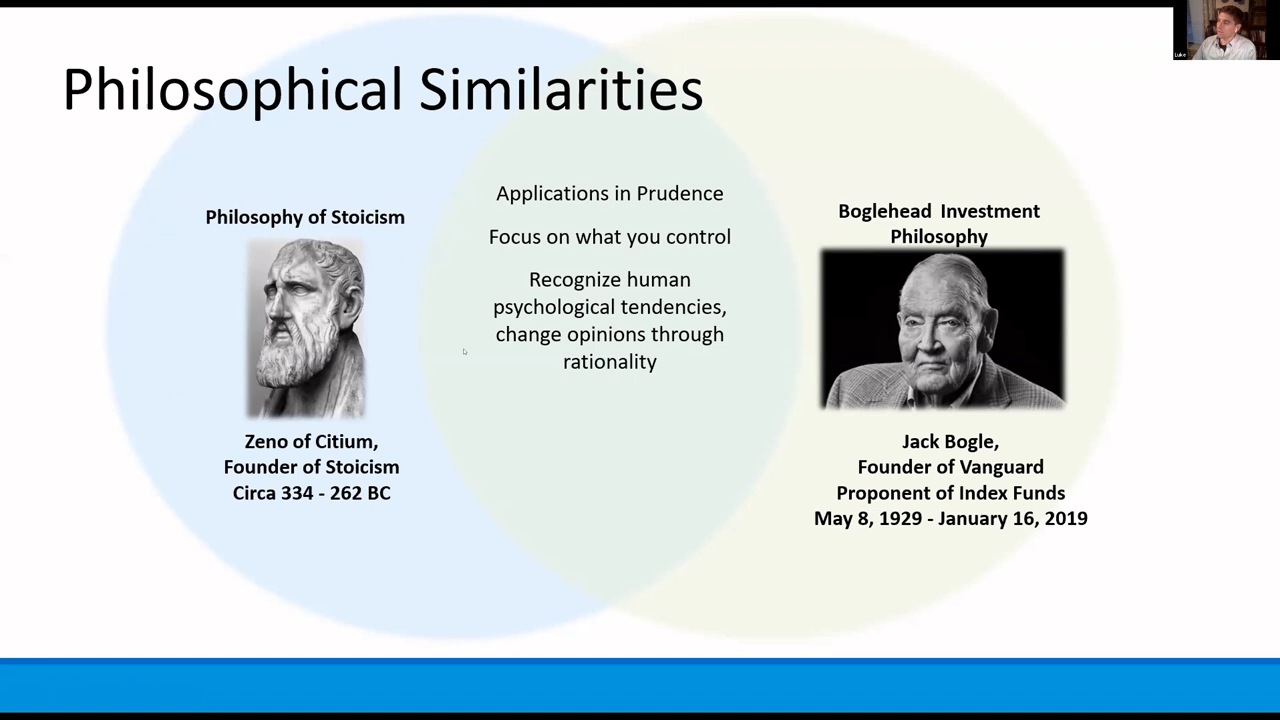 Philosophical Similarities
Luke
Philosophy of Stoicism
Zeno of Citium,
Founder of Stoicism
Circa 334 - 262 BC
Applications in Prudence
Focus on what you control
Recognize human
psychological tendencies,
change opinions through
rationality
Boglehead Investment
Philosophy
Jack Bogle,
Founder of Vanguard
Proponent of Index Funds
May 8, 1929 - January 16, 2019